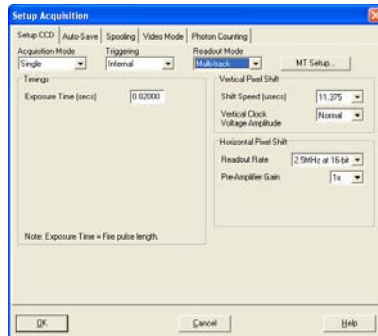 Setup Acquisition
Setup CCD Auto-Save Spooling Video Mode Photon Counting
Acquisition Mode Triggering Readout Mode
Single Internal Multi-track MT Setup...
Timings
Exposure Time (secs) 0.02000
Note: Exposure Time = Fire pulse length.
Vertical Pixel Shift
Shift Speed (usecs) 11.375
Vertical Clock
Voltage Amplitude Normal
Horizontal Pixel Shift
Readout Rate 2.5MHz at 16-bit
Pre-Amplifier Gain 1x
OK Cancel Help